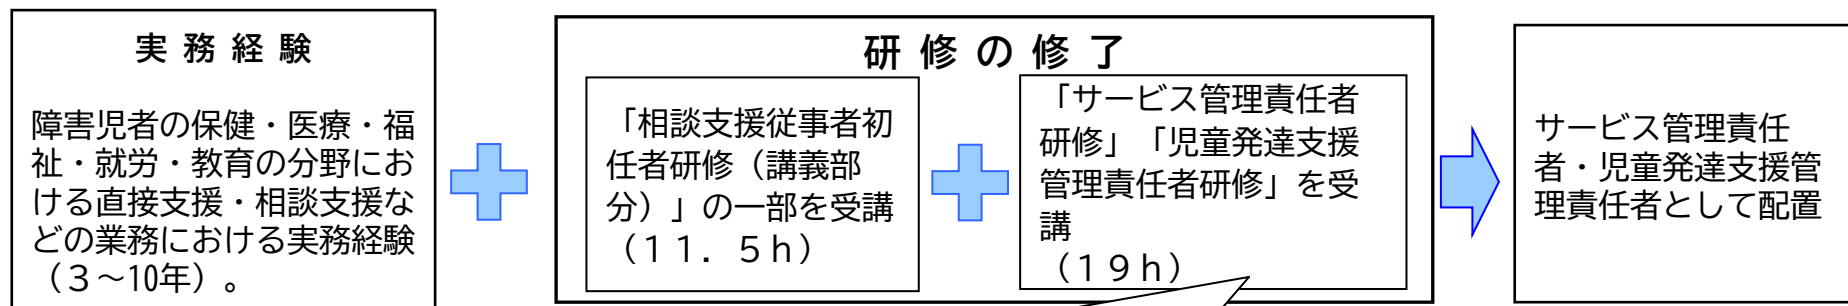 実務経験
障害児者の保健・医療・福
祉・就労・教育の分野にお
ける直接支援・相談支援な
どの業務における実務経験
（３～10年）。
研修の修了
「相談支援従事者初
任者研修（講義部
分）」の一部を受講
（１１．５ｈ）
「サービス管理責任者
研修」「児童発達支援
管理責任者研修」を受
講
（１９ｈ）
サービス管理責任
者・児童発達支援管
理責任者として配置